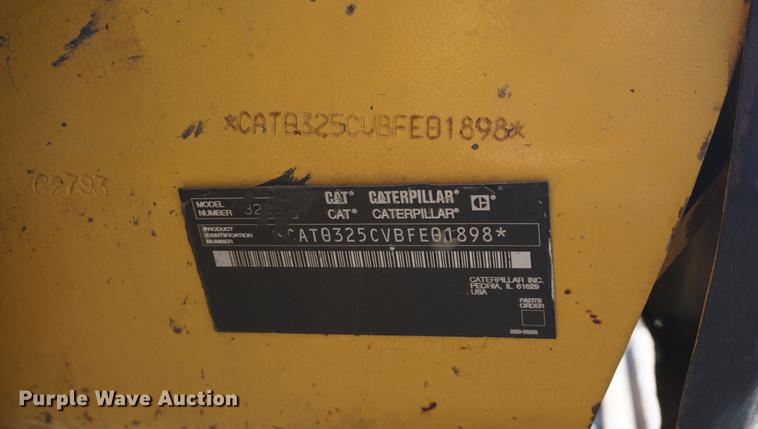 *CAT0325CVBFE01898*
C2793
CAT® CATERPILLAR®
CAT® CATERPILLAR®
MODEL NUMBER
PRODUCT IDENTIFICATION NUMBER
CAT0325CVBFE01898*
CATERPILLAR INC.
PEORIA, IL 61629
USA
PARTS ORDER
Purple Wave Auction